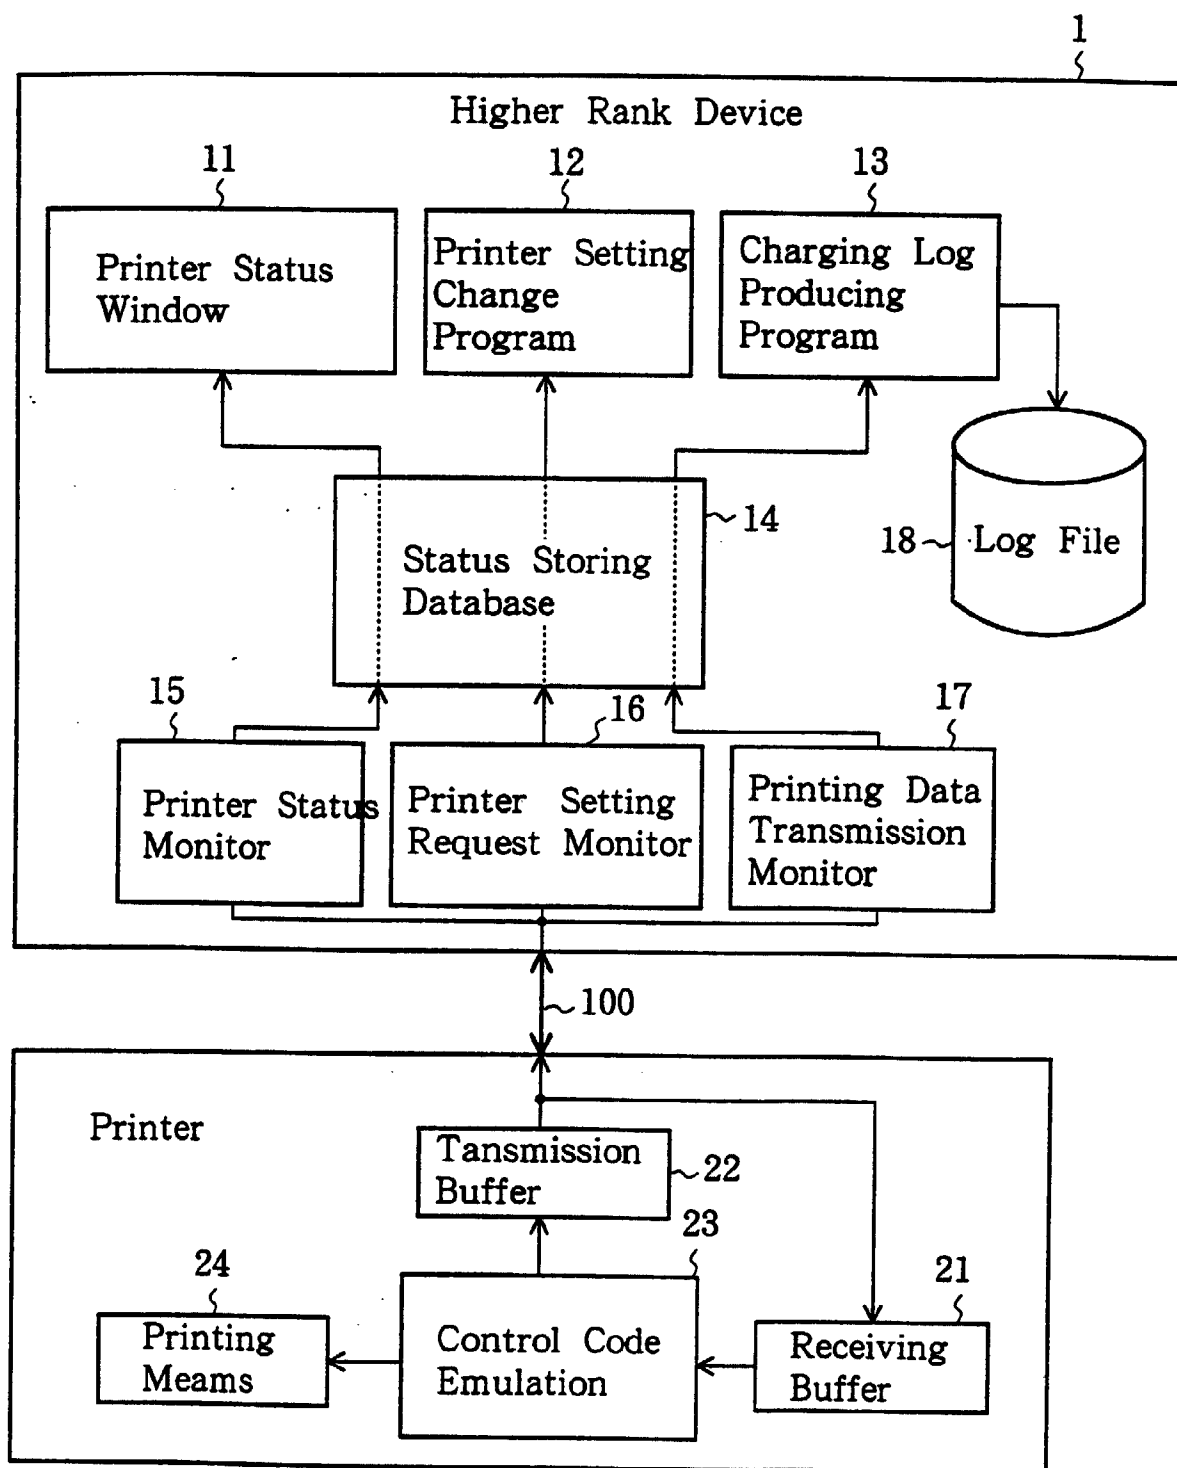 1
Higher Rank Device
11
12
13
Printer Status
Window
Printer Setting
Change
Program
Charging Log
Producing
Program
14
18
Log File
Status Storing
Database
15
16
17
Printer Status
Monitor
Printer Setting
Request Monitor
Printing Data
Transmission
Monitor
100
Printer
Tansmission
Buffer
22
23
24
21
Printing
Meams
Control Code
Emulation
Receiving
Buffer